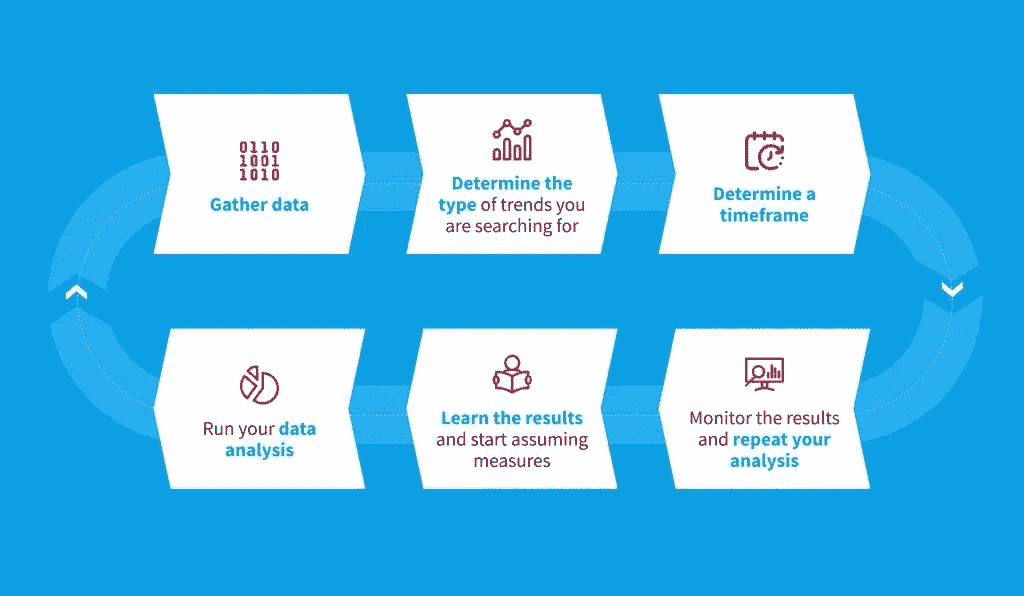 0110
1001
1010
Gather data
Determine the
type of trends you
are searching for
Determine a
timeframe
Run your data
analysis
Learn the results
and start assuming
measures
Monitor the results
and repeat your
analysis